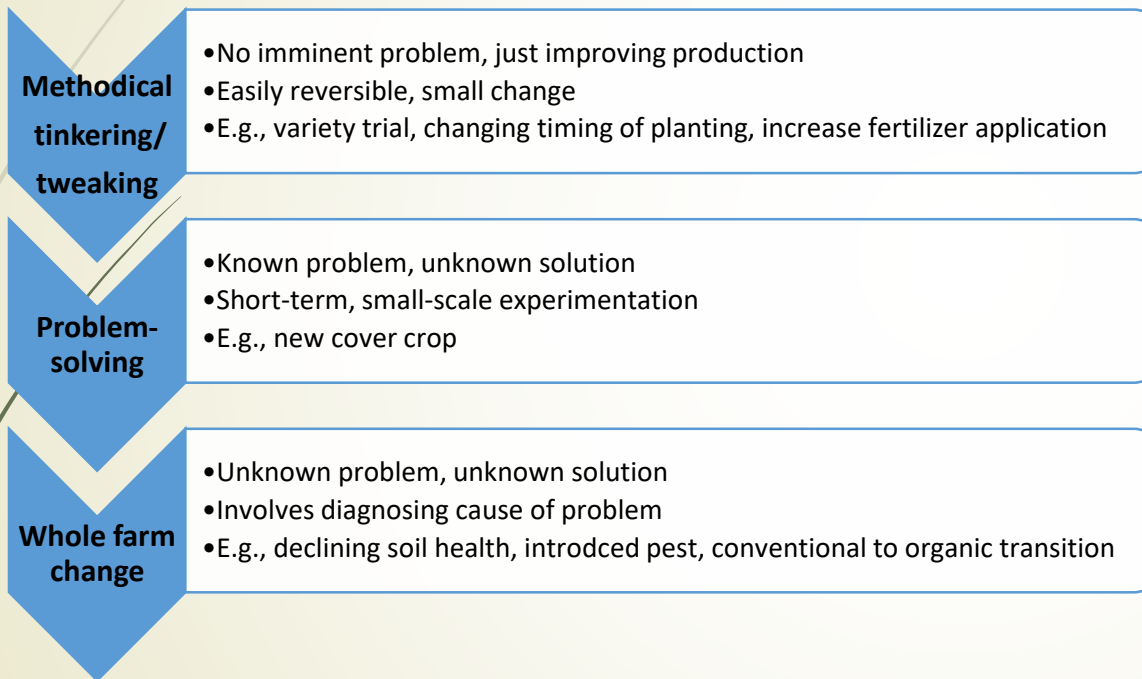 Methodical
tinkering/
tweaking
•No imminent problem, just improving production
•Easily reversible, small change
•E.g., variety trial, changing timing of planting, increase fertilizer application
Problem-
solving
•Known problem, unknown solution
•Short-term, small-scale experimentation
•E.g., new cover crop
Whole farm
change
•Unknown problem, unknown solution
•Involves diagnosing cause of problem
•E.g., declining soil health, introdced pest, conventional to organic transition